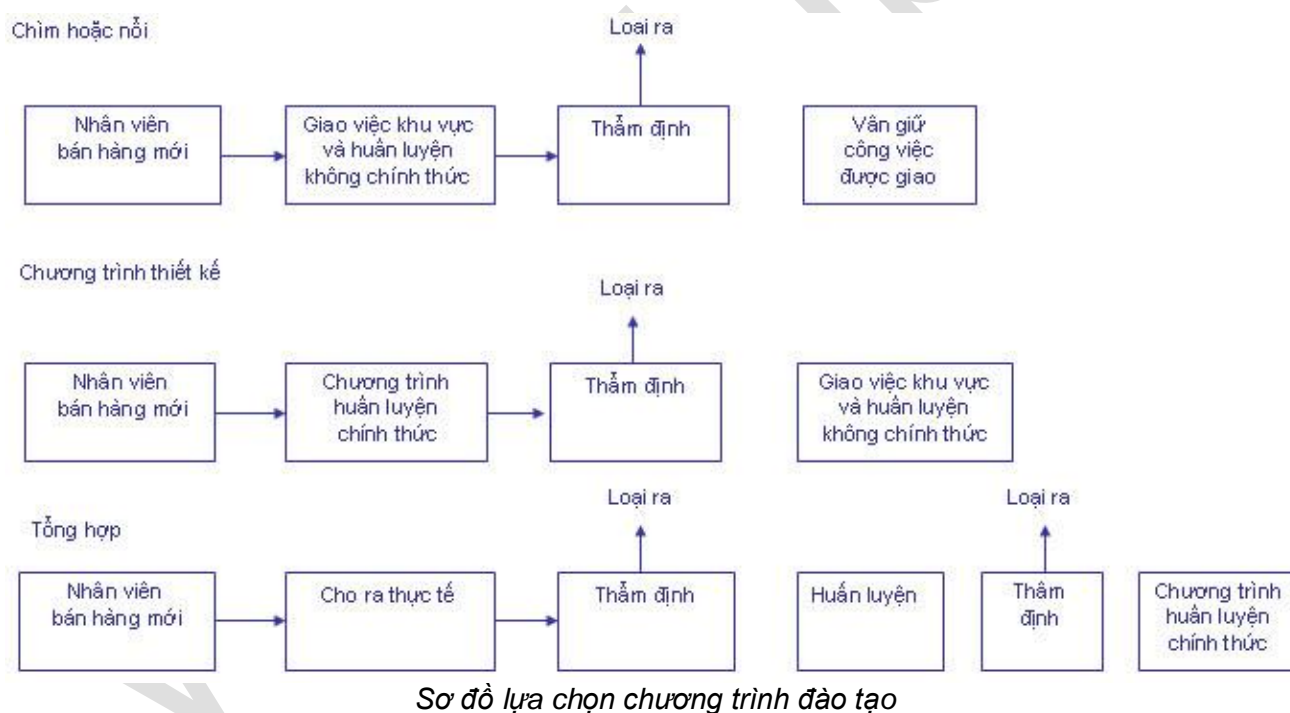 Chìm hoặc nổi
Loai ra
Nhân viên
bán hàng mới
Giao việc khu vực
và huấn luyện
không chính thức
Thẩm định
Vân giữ
công việc
được giao
Chương trình thiết kế
Loại ra
Nhân viên
bán hàng mới
Chương trình
huấn luyện
chính thức
Thẩm định
Giao việc khu vực
và huấn luyện
không chính thức
Tổng hợp
Loại ra
Loại ra
Nhân viên
bán hàng mới
Cho ra thực tế
Thẩm định
Huấn luyện
Thâm
định
Chương trình
huấn luyện
chính thức
Sơ đồ lựa chọn chương trình đào tạo